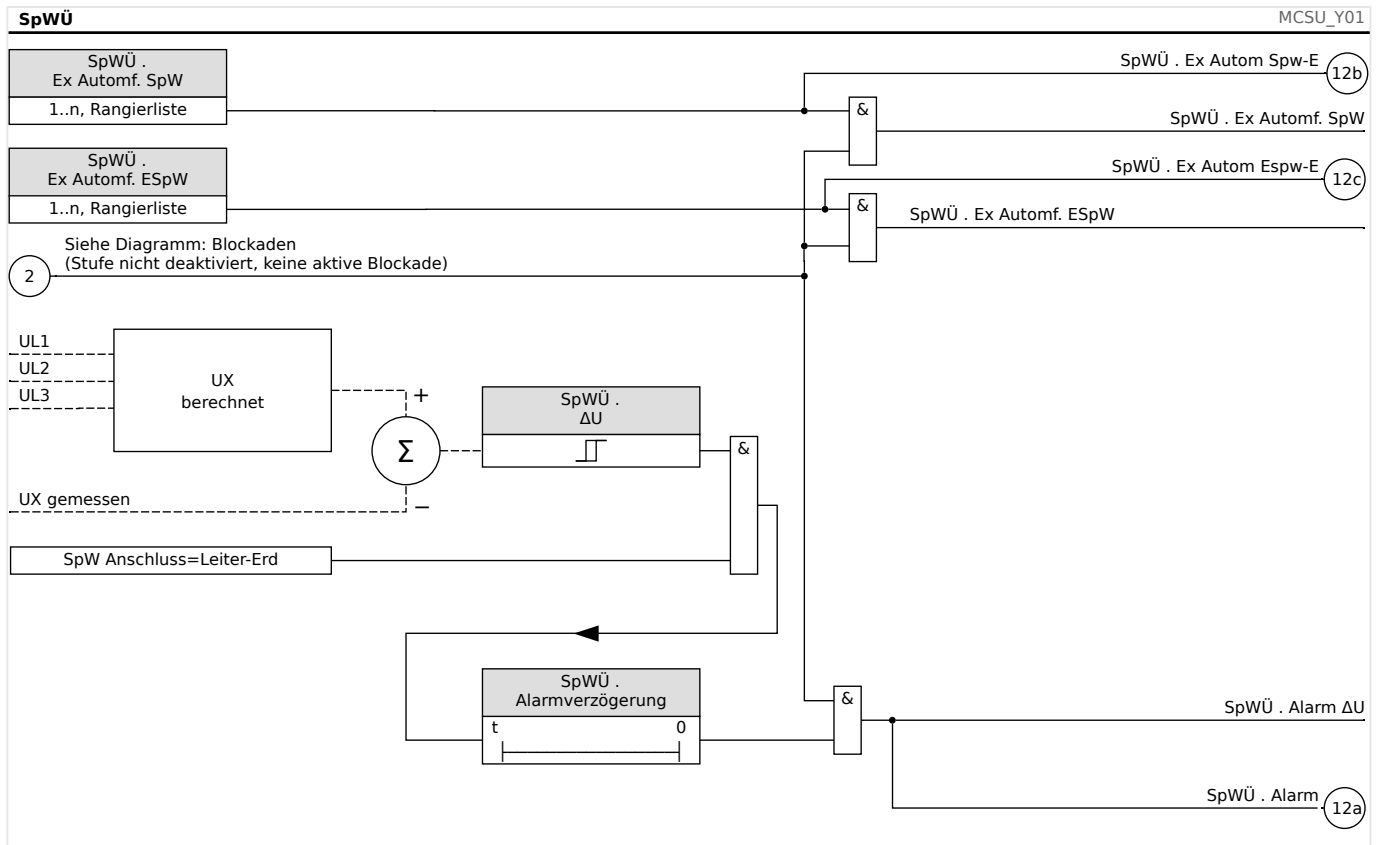 SpWÜ
MCSU_Y01
SpWÜ .
Ex Automf. SpW
1..n, Rangierliste
SpWÜ . Ex Autom Spw-E
12b
&
SpWÜ . Ex Automf. SpW
SpWÜ .
Ex Automf. ESpW
1..n, Rangierliste
SpWÜ . Ex Autom Espw-E
12c
&
SpWÜ . Ex Automf. ESpW
Siehe Diagramm: Blockaden
(Stufe nicht deaktiviert, keine aktive Blockade)
2
UL1
UL2
UL3
UX
berechnet
+
Σ
−
SpWÜ .
ΔU
&
UX gemessen
SpW Anschluss=Leiter-Erd
SpWÜ .
Alarmverzögerung
t 0
&
SpWÜ . Alarm ΔU
SpWÜ . Alarm
12a